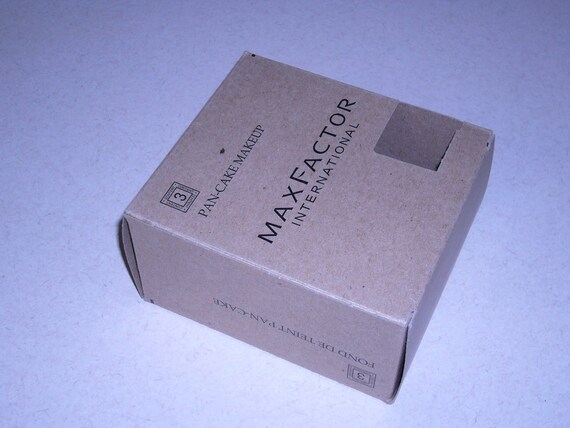 MAXFACTOR
INTERNATIONAL
PAN-CAKE MAKEUP
3
FOND DE TEINT PAN-CAKE
3